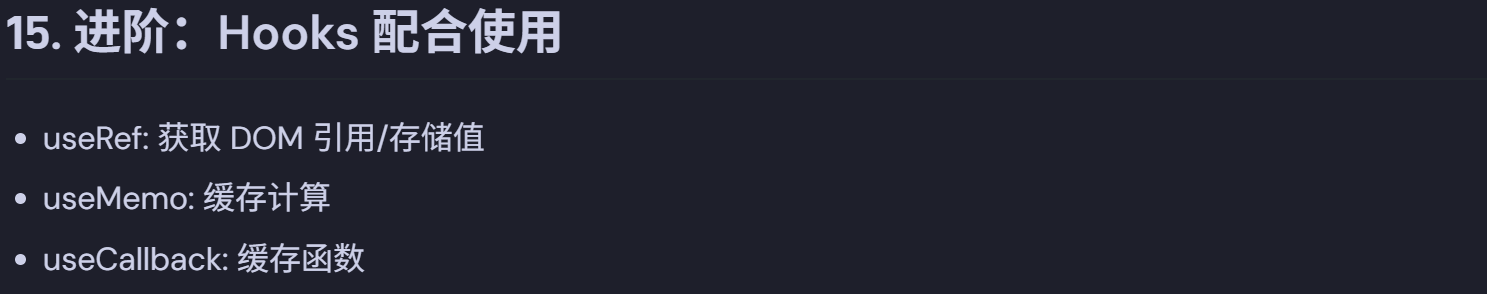 15. 进阶：Hooks 配合使用
useRef: 获取 DOM 引用/存储值
useMemo: 缓存计算
useCallback: 缓存函数